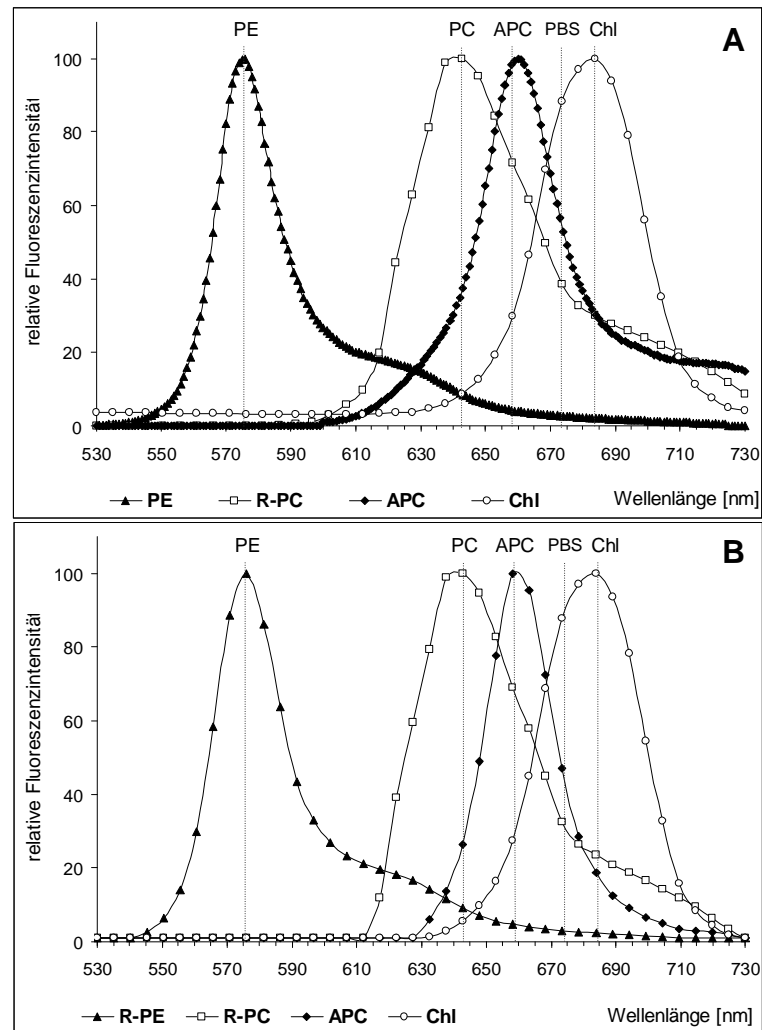 PE PC APC PBS Chl A
100
80
60
40
20
0
relative Fluoreszenzintensität
530 550 570 590 610 630 650 670 690 710 730
PE R-PC APC Chl Wellenlänge [nm]
PE PC APC PBS Chl B
100
80
60
40
20
0
relative Fluoreszenzintensität
530 550 570 590 610 630 650 670 690 710 730
R-PE R-PC APC Chl Wellenlänge [nm]